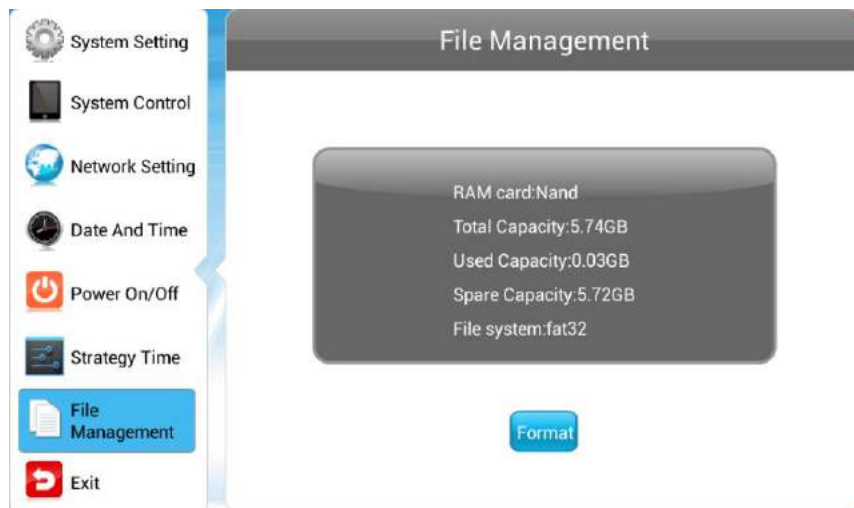 System Setting
System Control
Network Setting
Date And Time
Power On/Off
Strategy Time
File
Management
Exit
File Management
RAM card:Nand
Total Capacity:5.74GB
Used Capacity:0.03GB
Spare Capacity:5.72GB
File system:fat32
Format